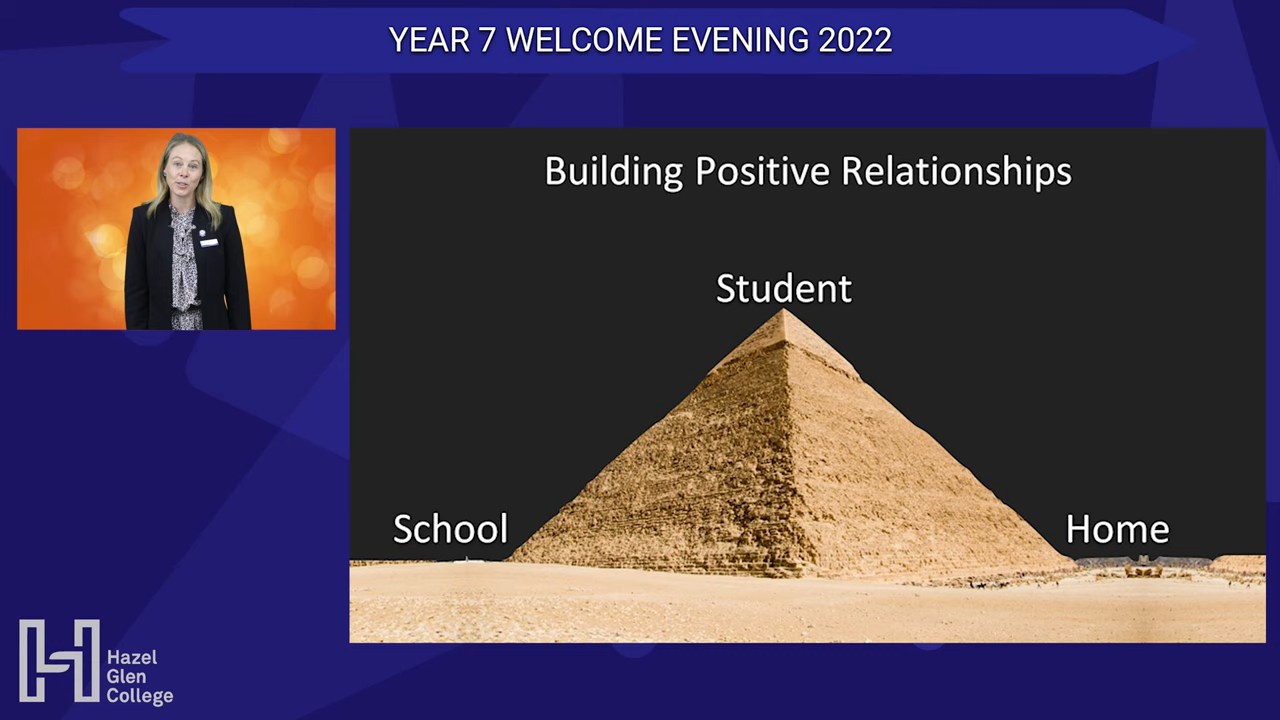 YEAR 7 WELCOME EVENING 2022
Building Positive Relationships
Student
School
Home
Hazel
Glen
College